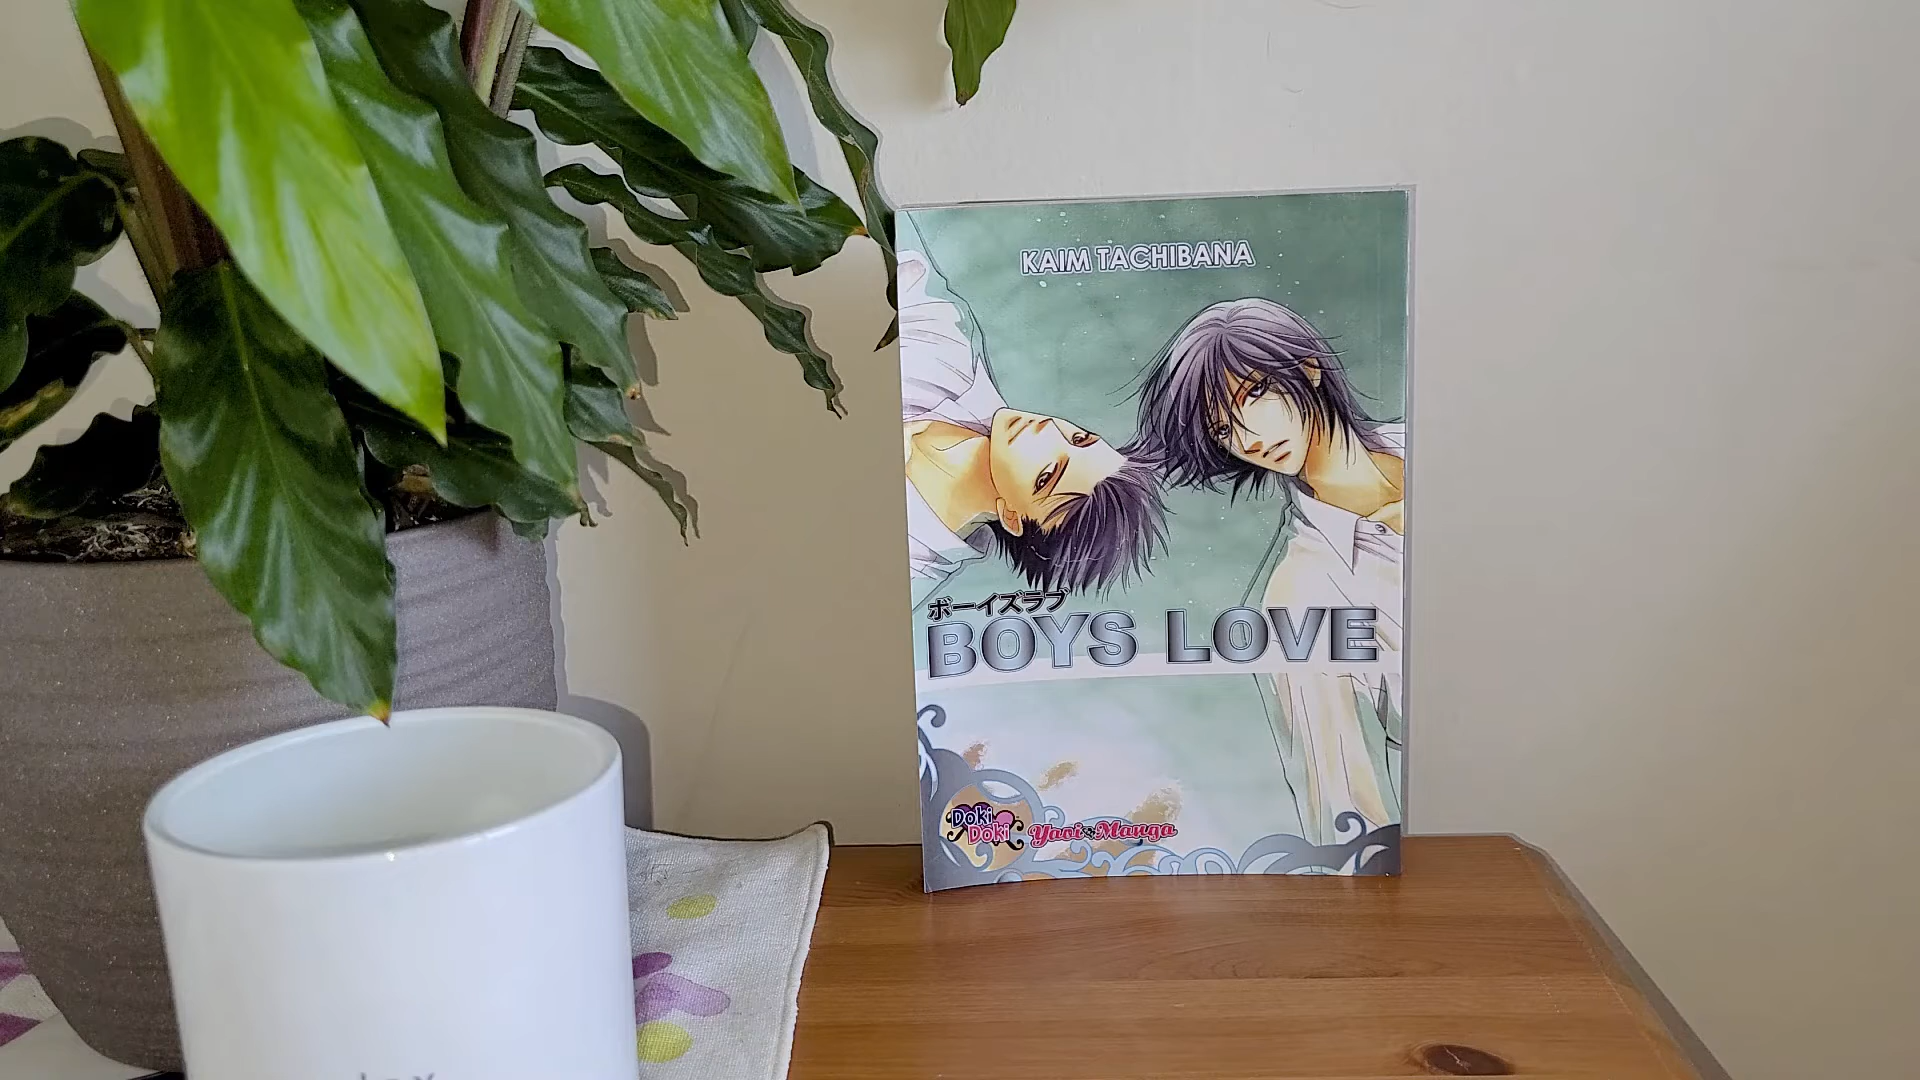 KAIM TACHIBANA
ボーイズラブ
BOYS LOVE
Doki
Doki
Yaoi Manga